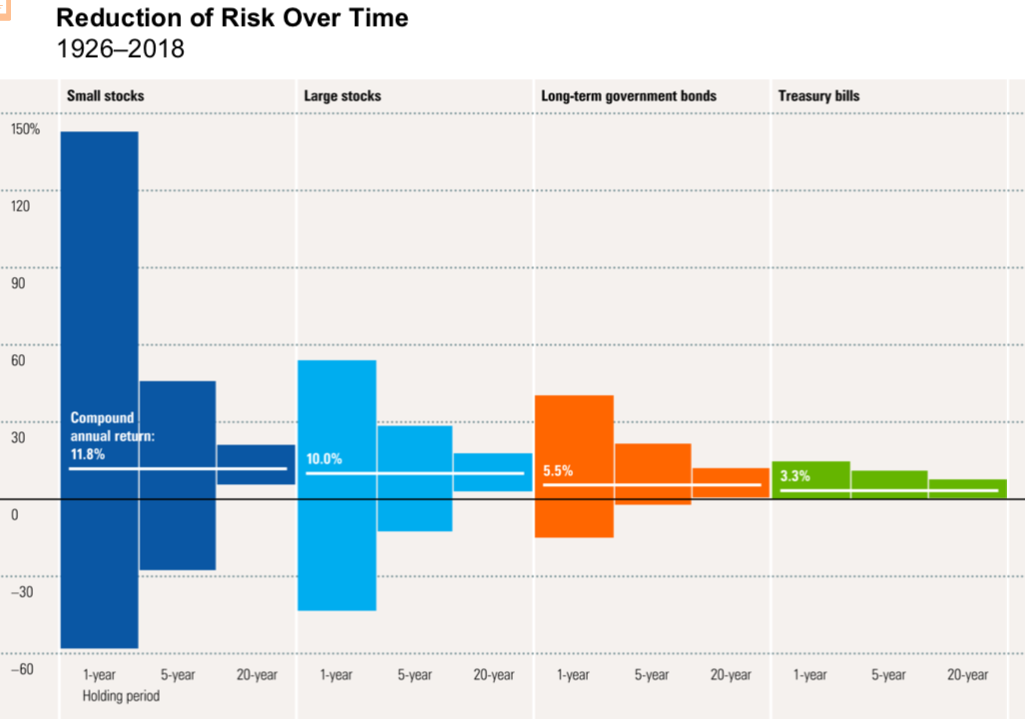 Reduction of Risk Over Time
1926–2018
Small stocks
Large stocks
Long-term government bonds
Treasury bills
150%
120
90
60
30
0
–30
–60
Compound
annual return:
11.8%
10.0%
5.5%
3.3%
1-year 5-year 20-year 1-year 5-year 20-year 1-year 5-year 20-year 1-year 5-year 20-year
Holding period